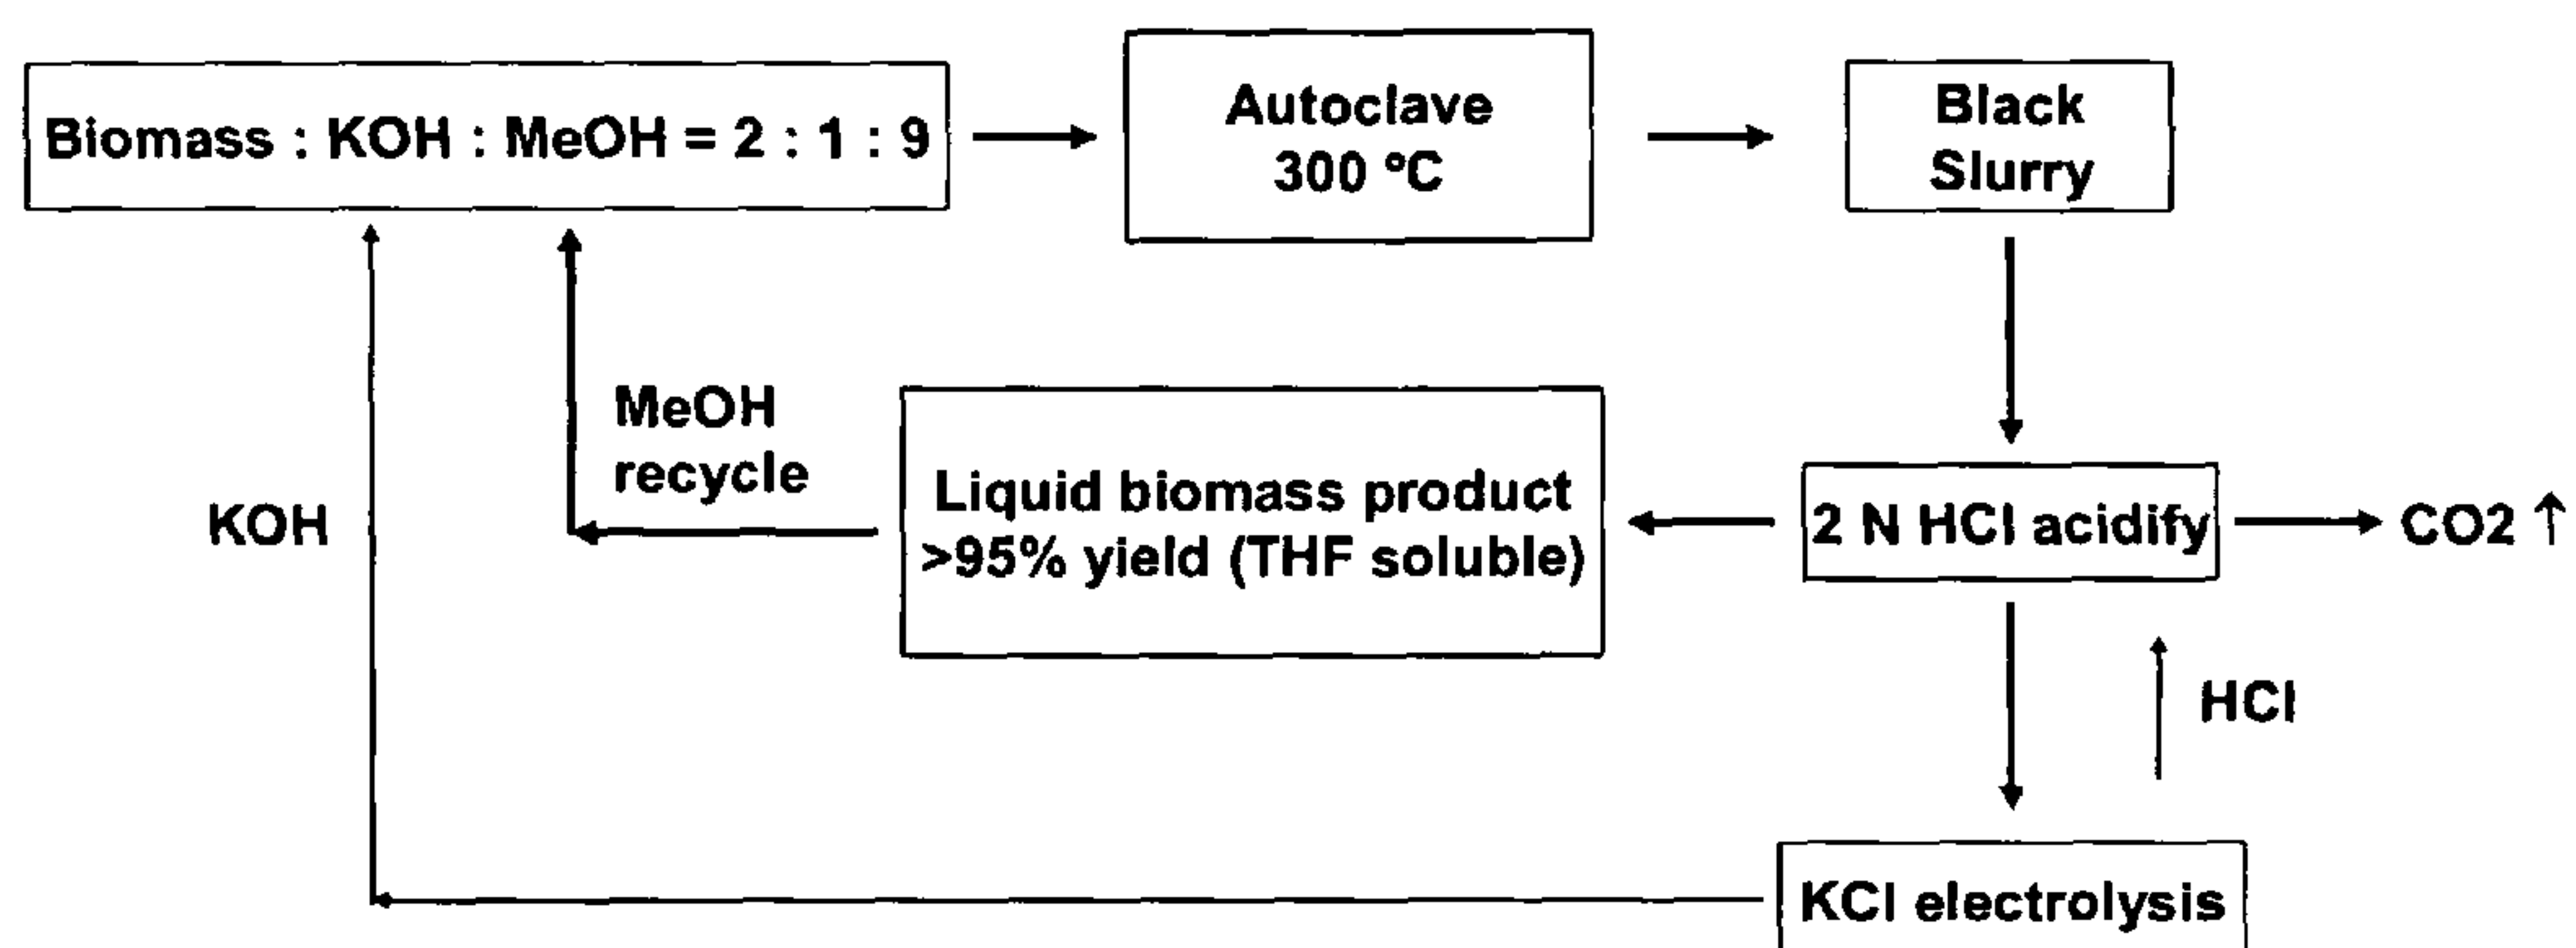 Biomass : KOH : MeOH = 2 : 1 : 9
Autoclave
300 ºC
Black
Slurry
MeOH
recycle
KOH
Liquid biomass product
>95% yield (THF soluble)
2 N HCl acidify
CO2 ↑
HCl
KCl electrolysis